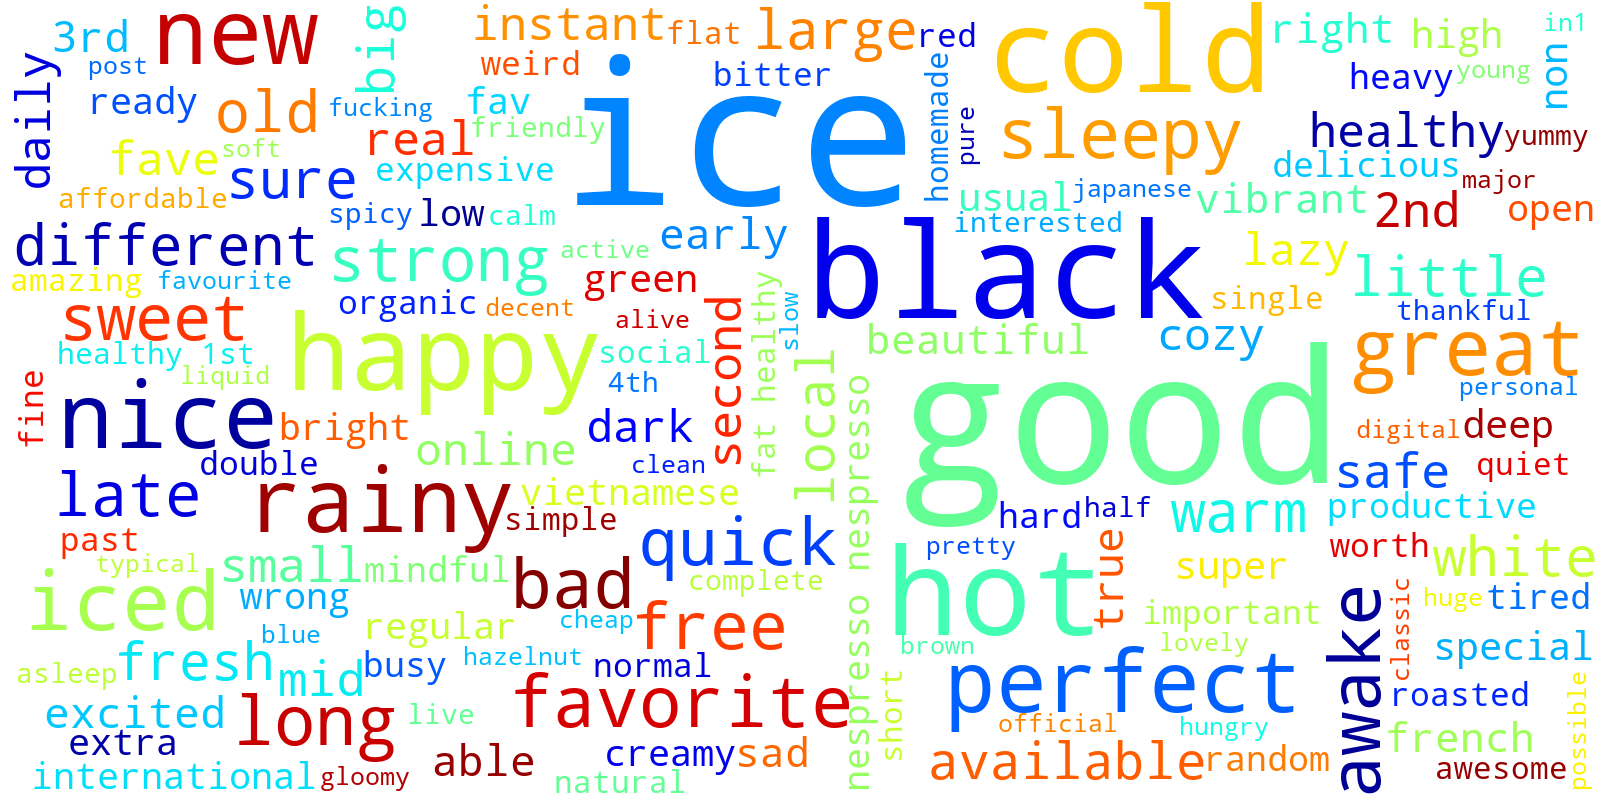 3rd
new
big
instant
flat
large
red
cold
right
high
in1
post
weird
bitter
ice
heavy
young
non
daily
ready
old
fucking
fav
homemade
pure
sleepy
healthy
yummy
fave
soft
real
friendly
expensive
delicious
affordable
sure
spicy
low
calm
usual
japanese
vibrant
major
2nd
open
different
strong
active
early
interested
black
lazy
little
amazing
favourite
organic
decent
green
alive
second
fat healthy
slow
single
thankful
sweet
happy
social
local
beautiful
cozy
great
healthy 1st
liquid
4th
good
personal
fine
nice
bright
online
dark
clean
nespresso nespresso nespresso
digital
deep
double
safe
quiet
late
rainy
vietnamese
simple
quick
hard
half
warm
productive
past
typical
small
mindful
bad
complete
pretty
hot
true
super
worth
white
iced
wrong
blue
regular
cheap
free
important
lovely
awake
classic
huge
tired
asleep
fresh
mid
busy
hazelnut
normal
brown
short
perfect
special
excited
long
live
favorite
official
hungry
roasted
possible
extra
international
gloomy
able
creamy
sad
natural
available
random
french
awesome